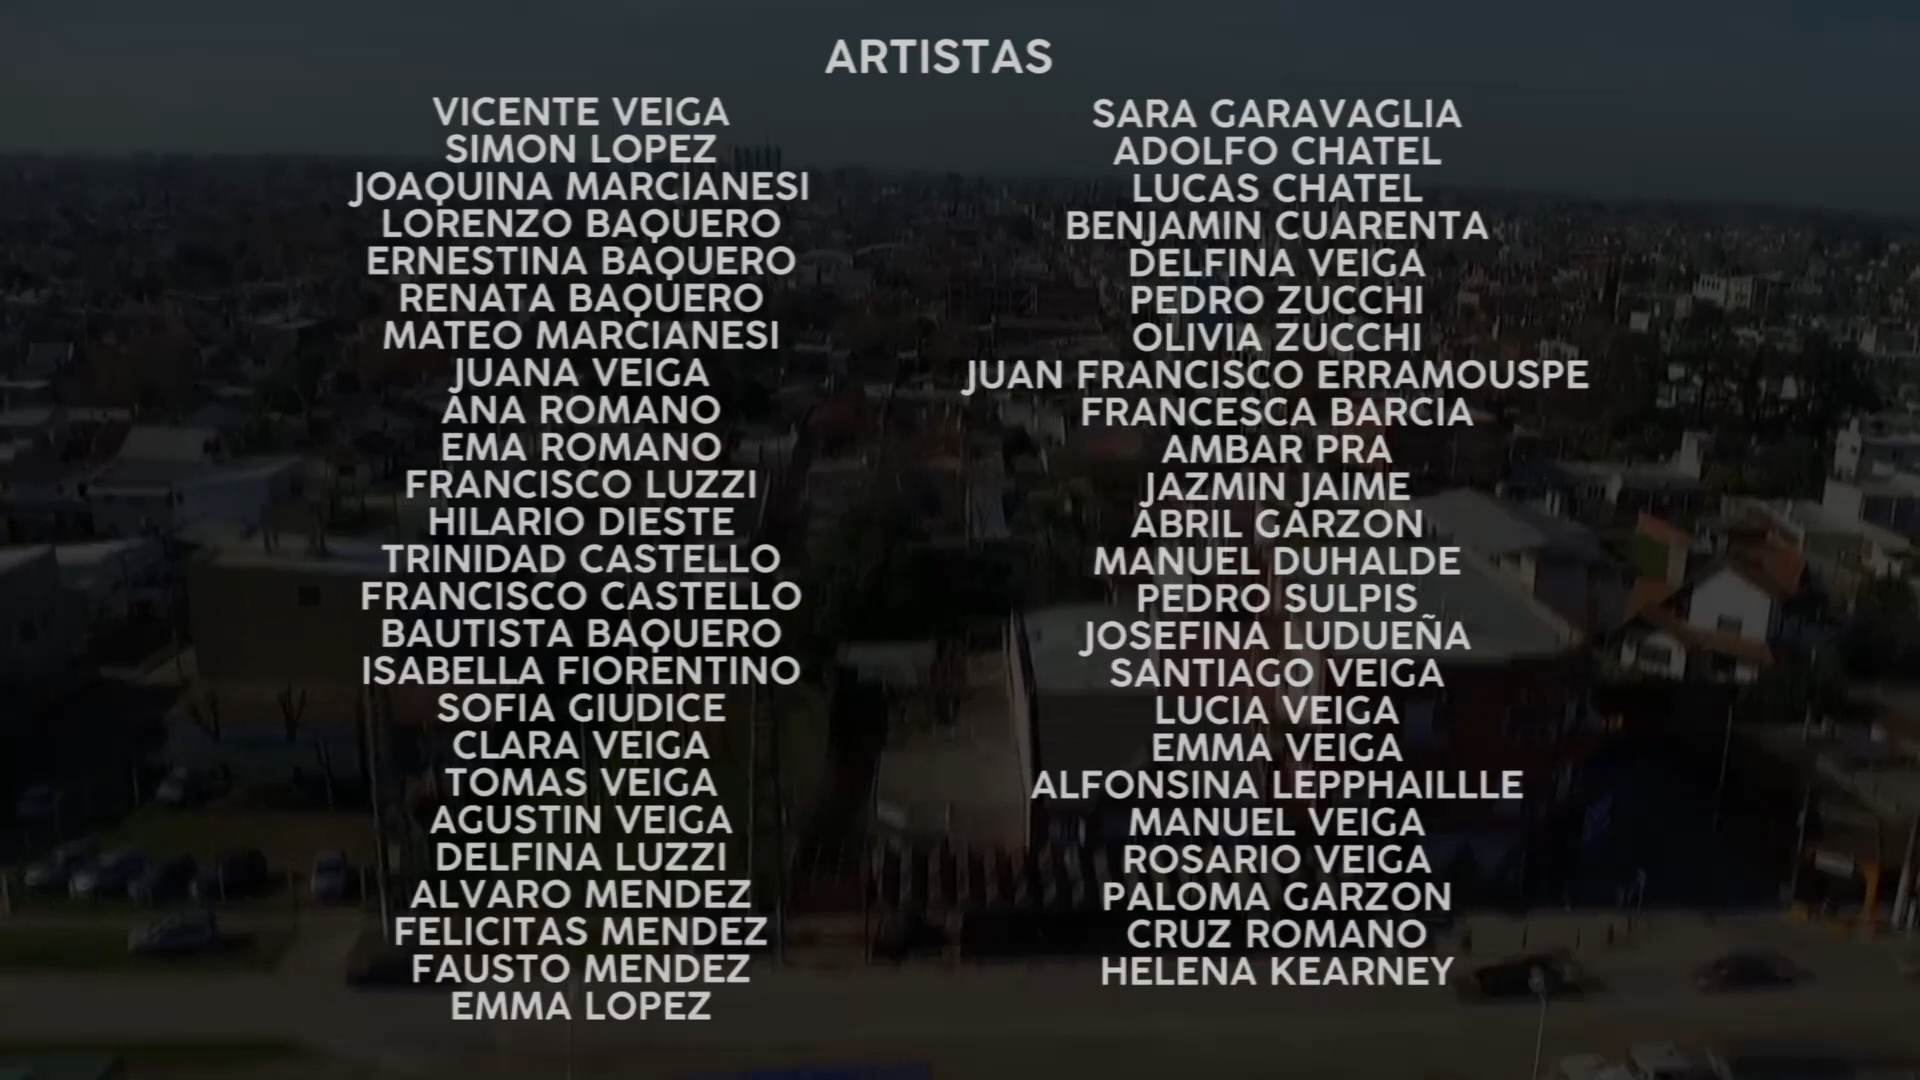 ARTISTAS
VICENTE VEIGA
SIMON LOPEZ
JOAQUINA MARCIANESI
LORENZO BAQUERO
ERNESTINA BAQUERO
RENATA BAQUERO
MATEO MARCIANESI
JUANA VEIGA
ANA ROMANO
EMA ROMANO
FRANCISCO LUZZI
HILARIO DIESTE
TRINIDAD CASTELLO
FRANCISCO CASTELLO
BAUTISTA BAQUERO
ISABELLA FIORENTINO
SOFIA GIUDICE
CLARA VEIGA
TOMAS VEIGA
AGUSTIN VEIGA
DELFINA LUZZI
ALVARO MENDEZ
FELICITAS MENDEZ
FAUSTO MENDEZ
EMMA LOPEZ
SARA GARAVAGLIA
ADOLFO CHATEL
LUCAS CHATEL
BENJAMIN CUARENTA
DELFINA VEIGA
PEDRO ZUCCHI
OLIVIA ZUCCHI
JUAN FRANCISCO ERRAMOUSPE
FRANCESCA BARCIA
AMBAR PRA
JAZMIN JAIME
ABRIL GARZON
MANUEL DUHALDE
PEDRO SULPIS
JOSEFINA LUDUEÑA
SANTIAGO VEIGA
LUCIA VEIGA
EMMA VEIGA
ALFONSINA LEPPHAILLLE
MANUEL VEIGA
ROSARIO VEIGA
PALOMA GARZON
CRUZ ROMANO
HELENA KEARNEY